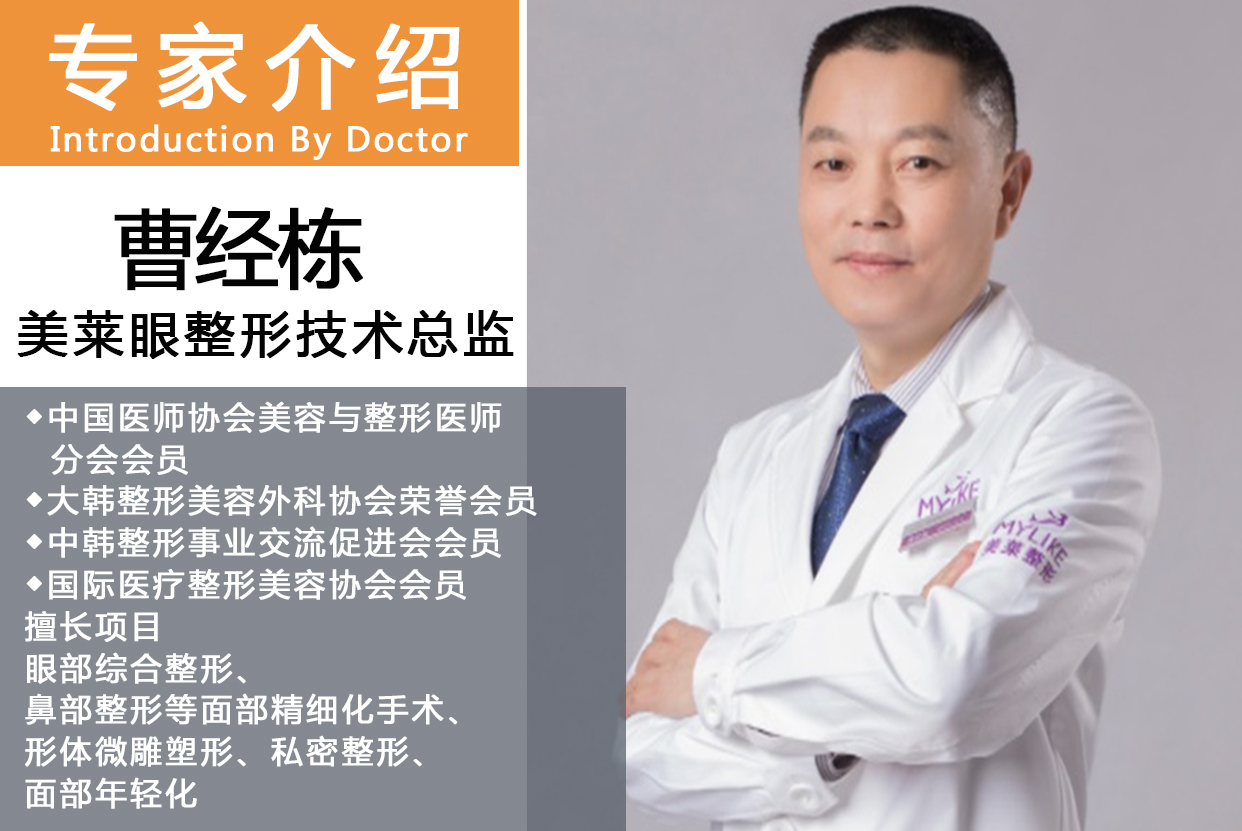 专家介绍
Introduction By Doctor
曹经栋
美莱眼整形技术总监
◆中国医师协会美容与整形医师
分会会员
◆大韩整形美容外科协会荣誉会员
◆中韩整形事业交流促进会会员
◆国际医疗整形美容协会会员
擅长项目
眼部综合整形、
鼻部整形等面部精细化手术、
形体微雕塑形、私密整形、
面部年轻化
MYLIKE
MYLIKE
美莱整形